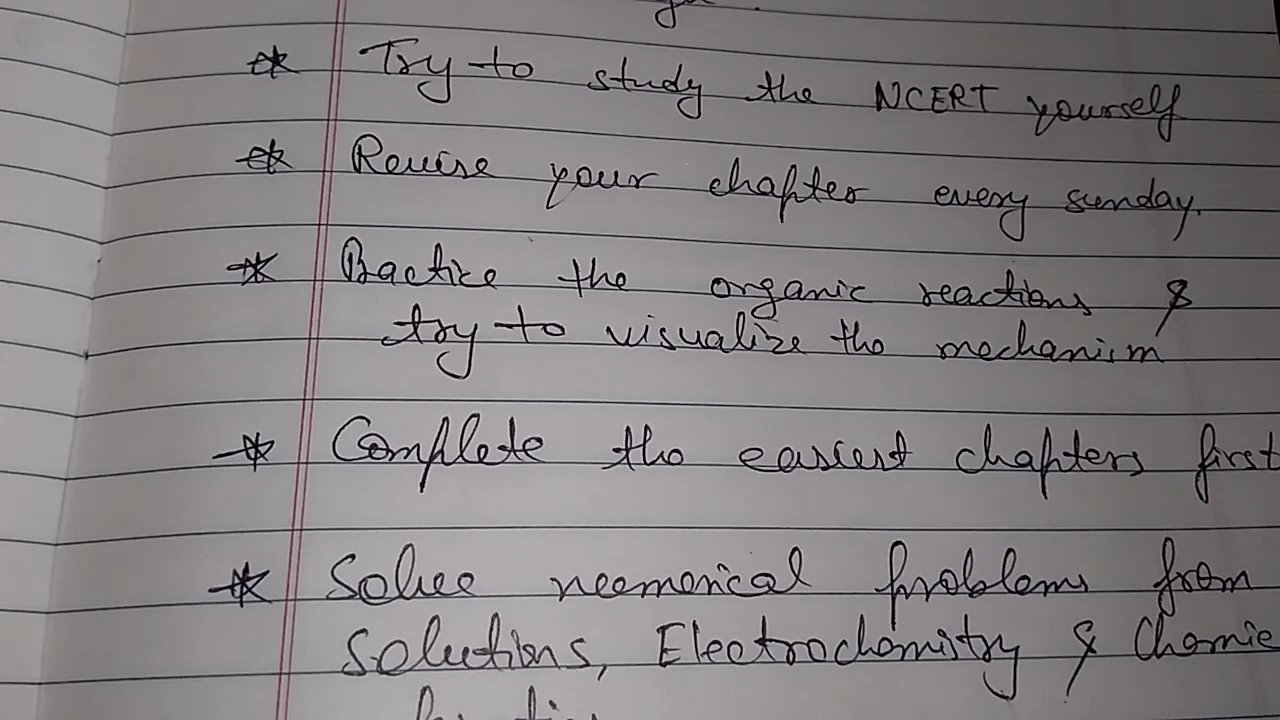 * Try to study the NCERT yourself
* Revise your chapter every sunday.
* Practice the organic reactions &
try to visualize the mechanism
* Complete the easiest chapters first
* Solve numerical problems from
Solutions, Electrochemistry &